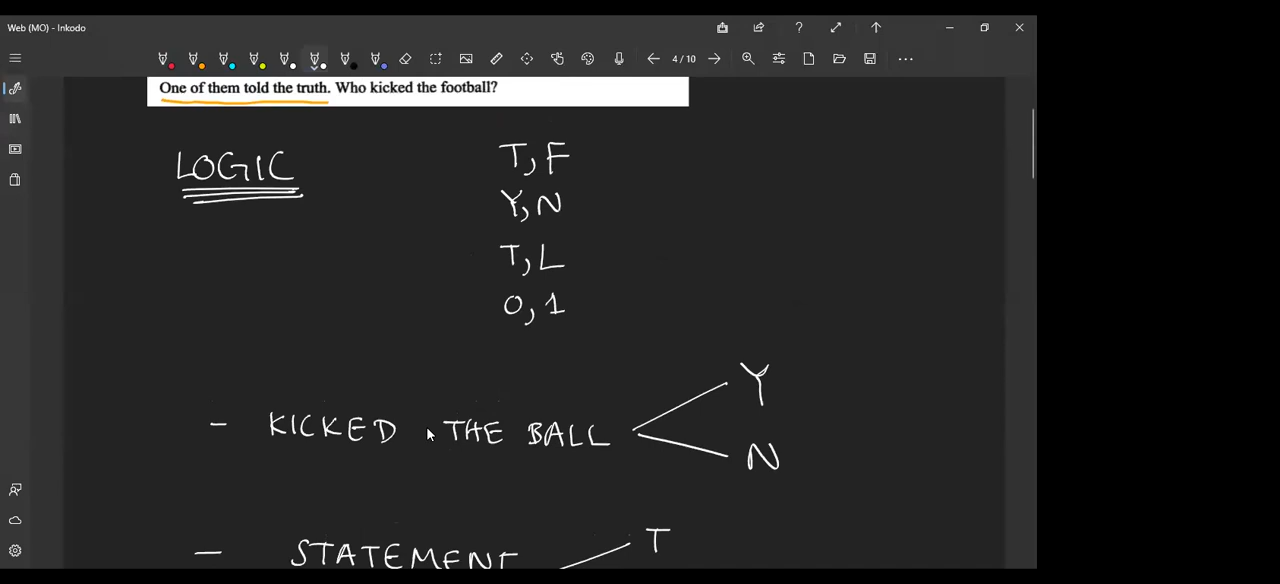 Web (MO) - Inkodo
4 / 10
One of them told the truth. Who kicked the football?
LOGIC
T, F
Y, N
T, L
0, 1
- KICKED THE BALL
Y
N
- STATEMENT
T